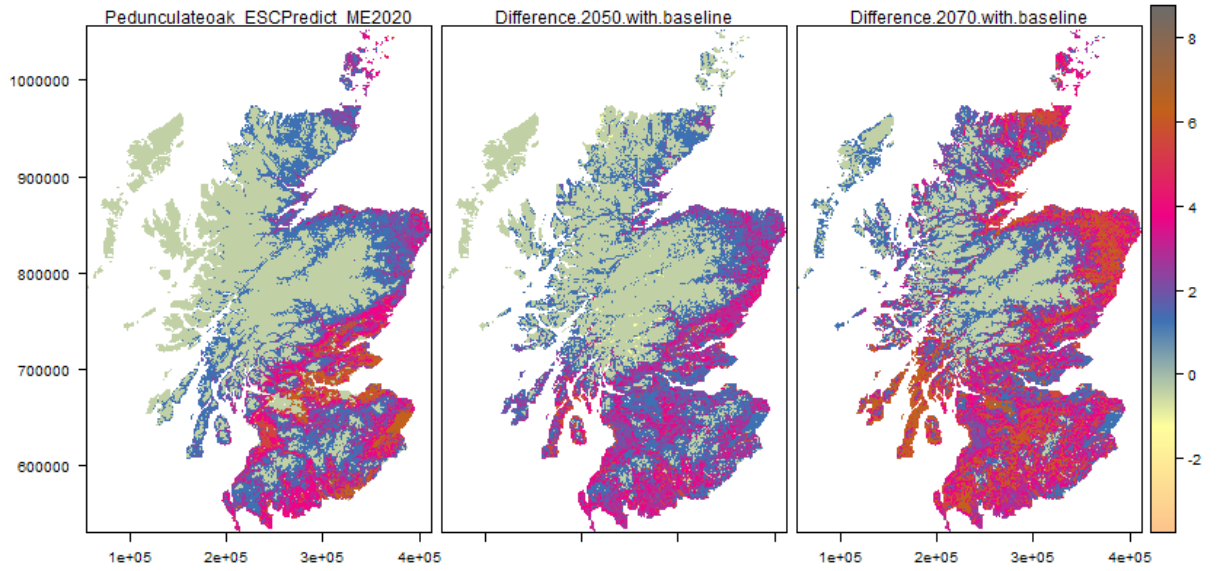 Pedunculateoak_ESCPredict_ME2020
Difference.2050.with.baseline
Difference.2070.with.baseline
1000000
900000
800000
700000
600000
8
6
4
2
0
-2
1e+05 2e+05 3e+05 4e+05
1e+05 2e+05 3e+05 4e+05